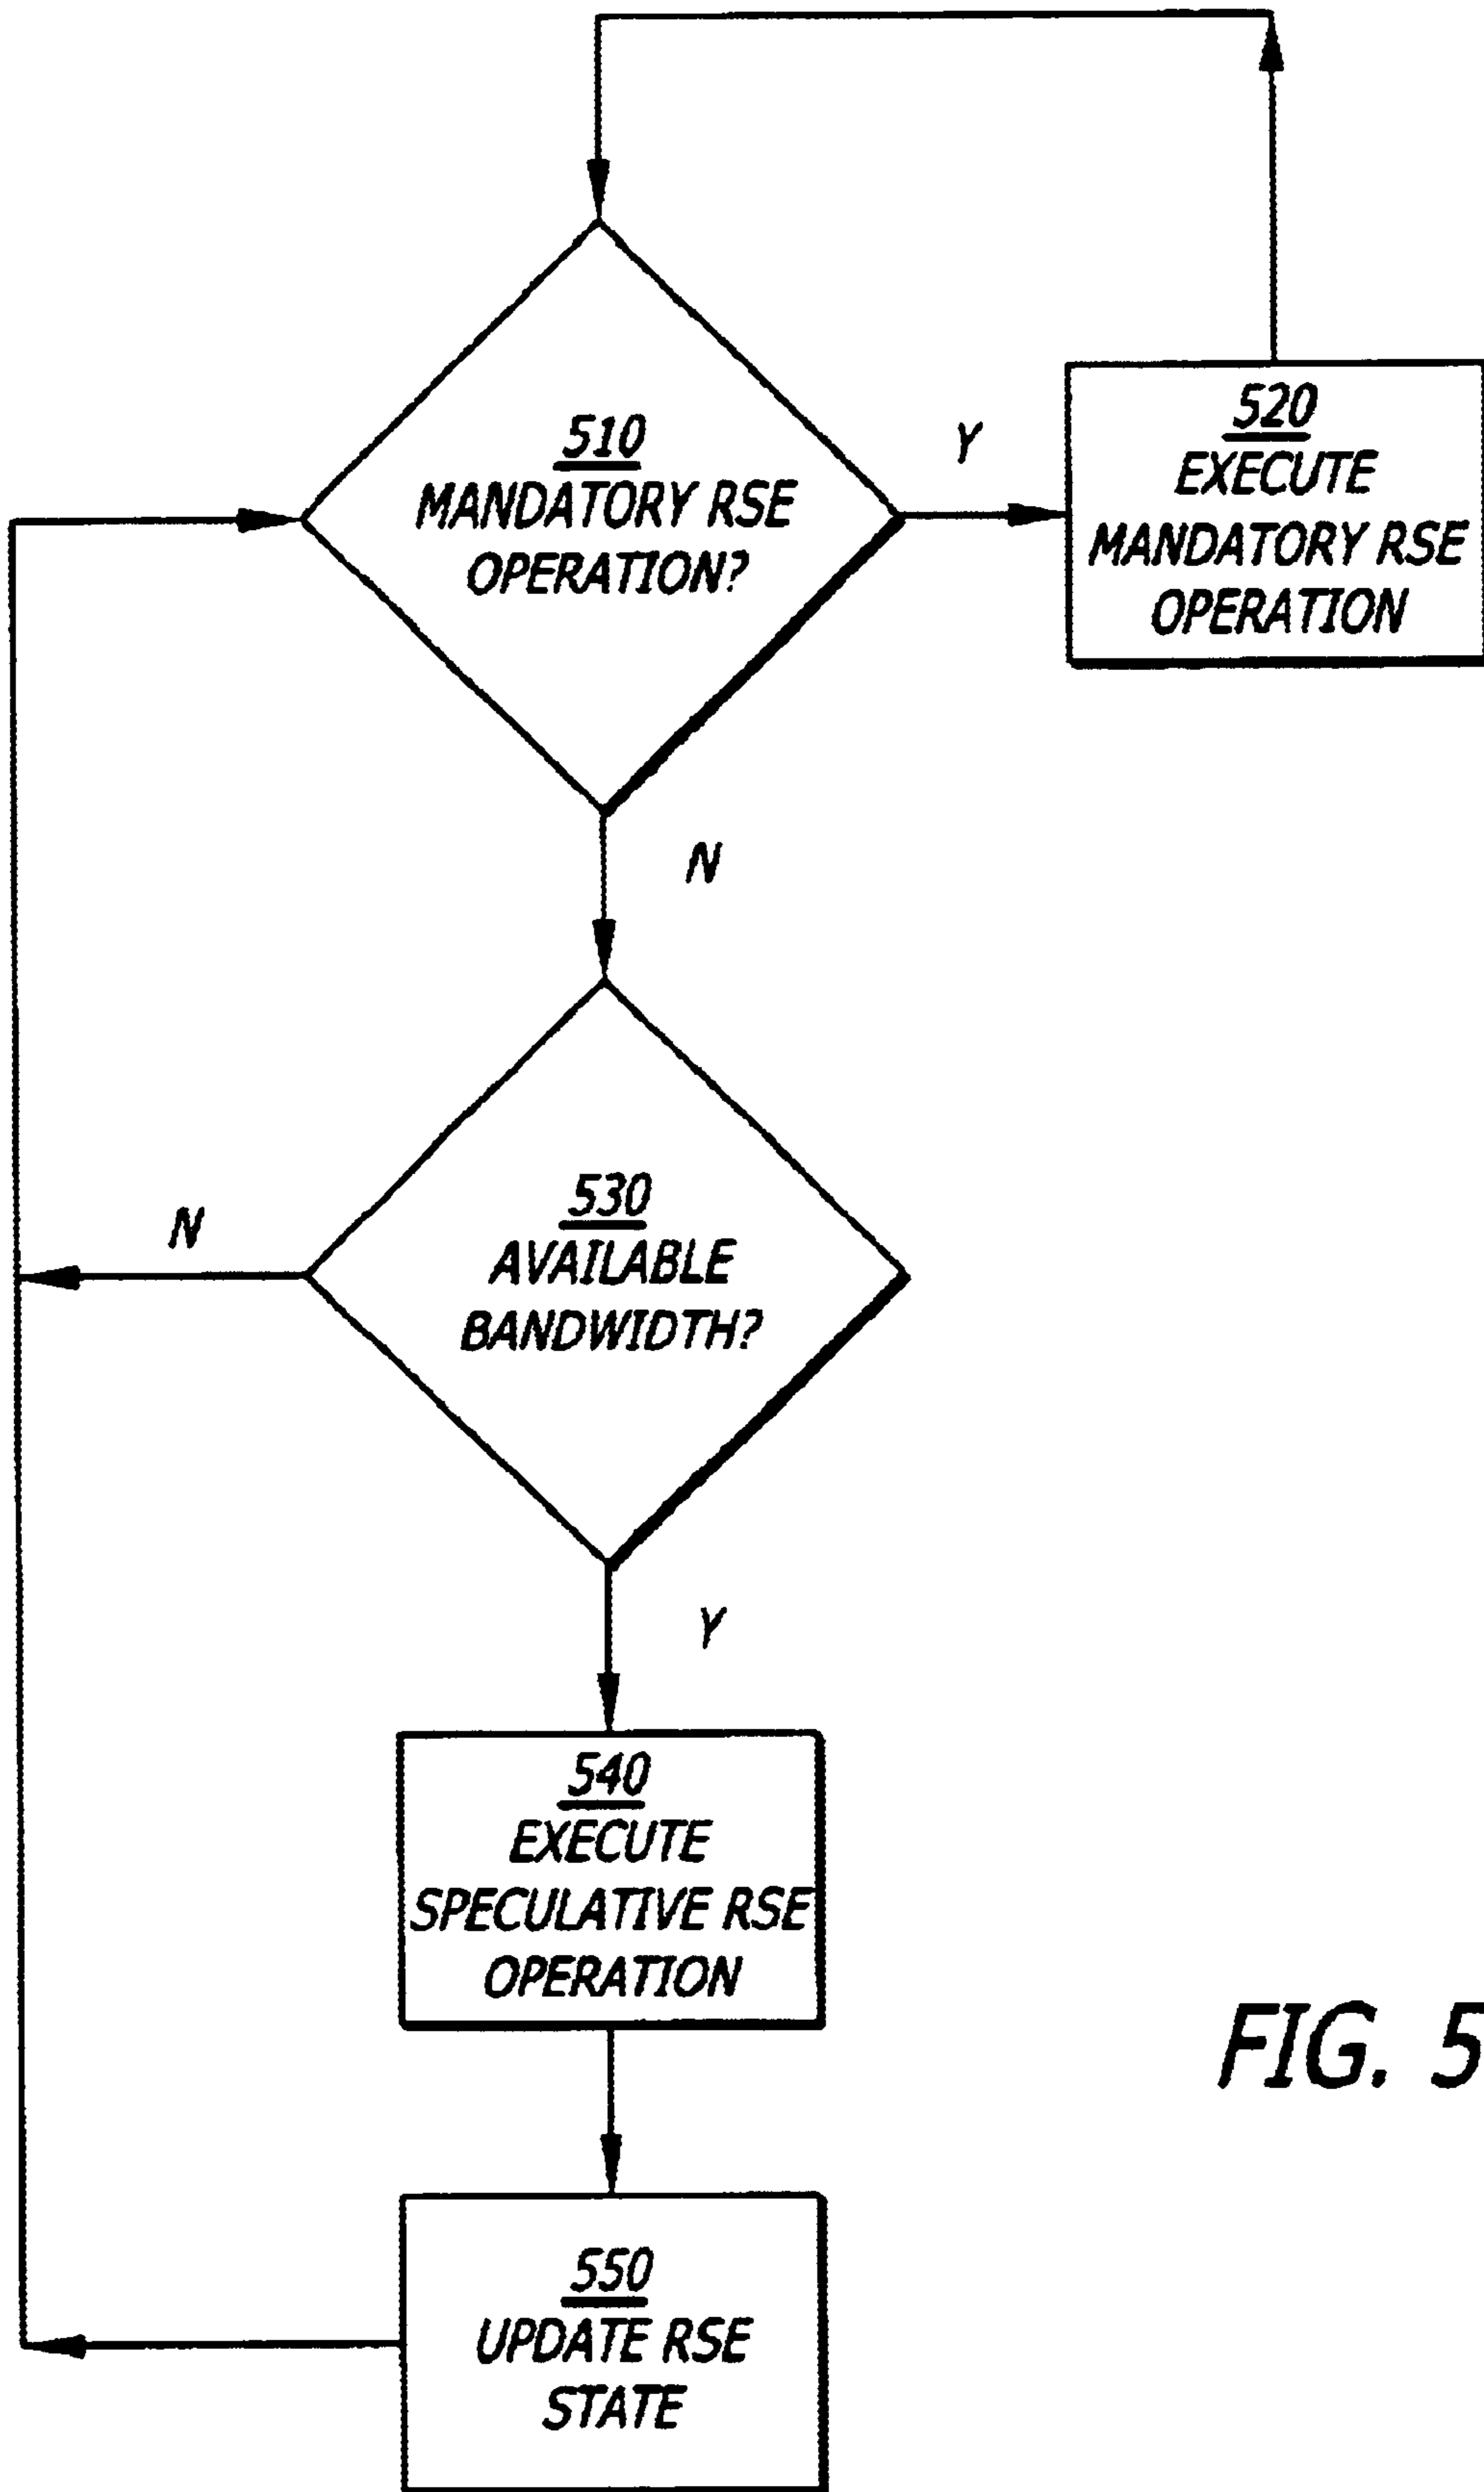 510
MANDATORY RSE
OPERATION?
Y
520
EXECUTE
MANDATORY RSE
OPERATION
N
530
AVAILABLE
BANDWIDTH?
N
Y
540
EXECUTE
SPECULATIVE RSE
OPERATION
550
UPDATE RSE
STATE
FIG. 5